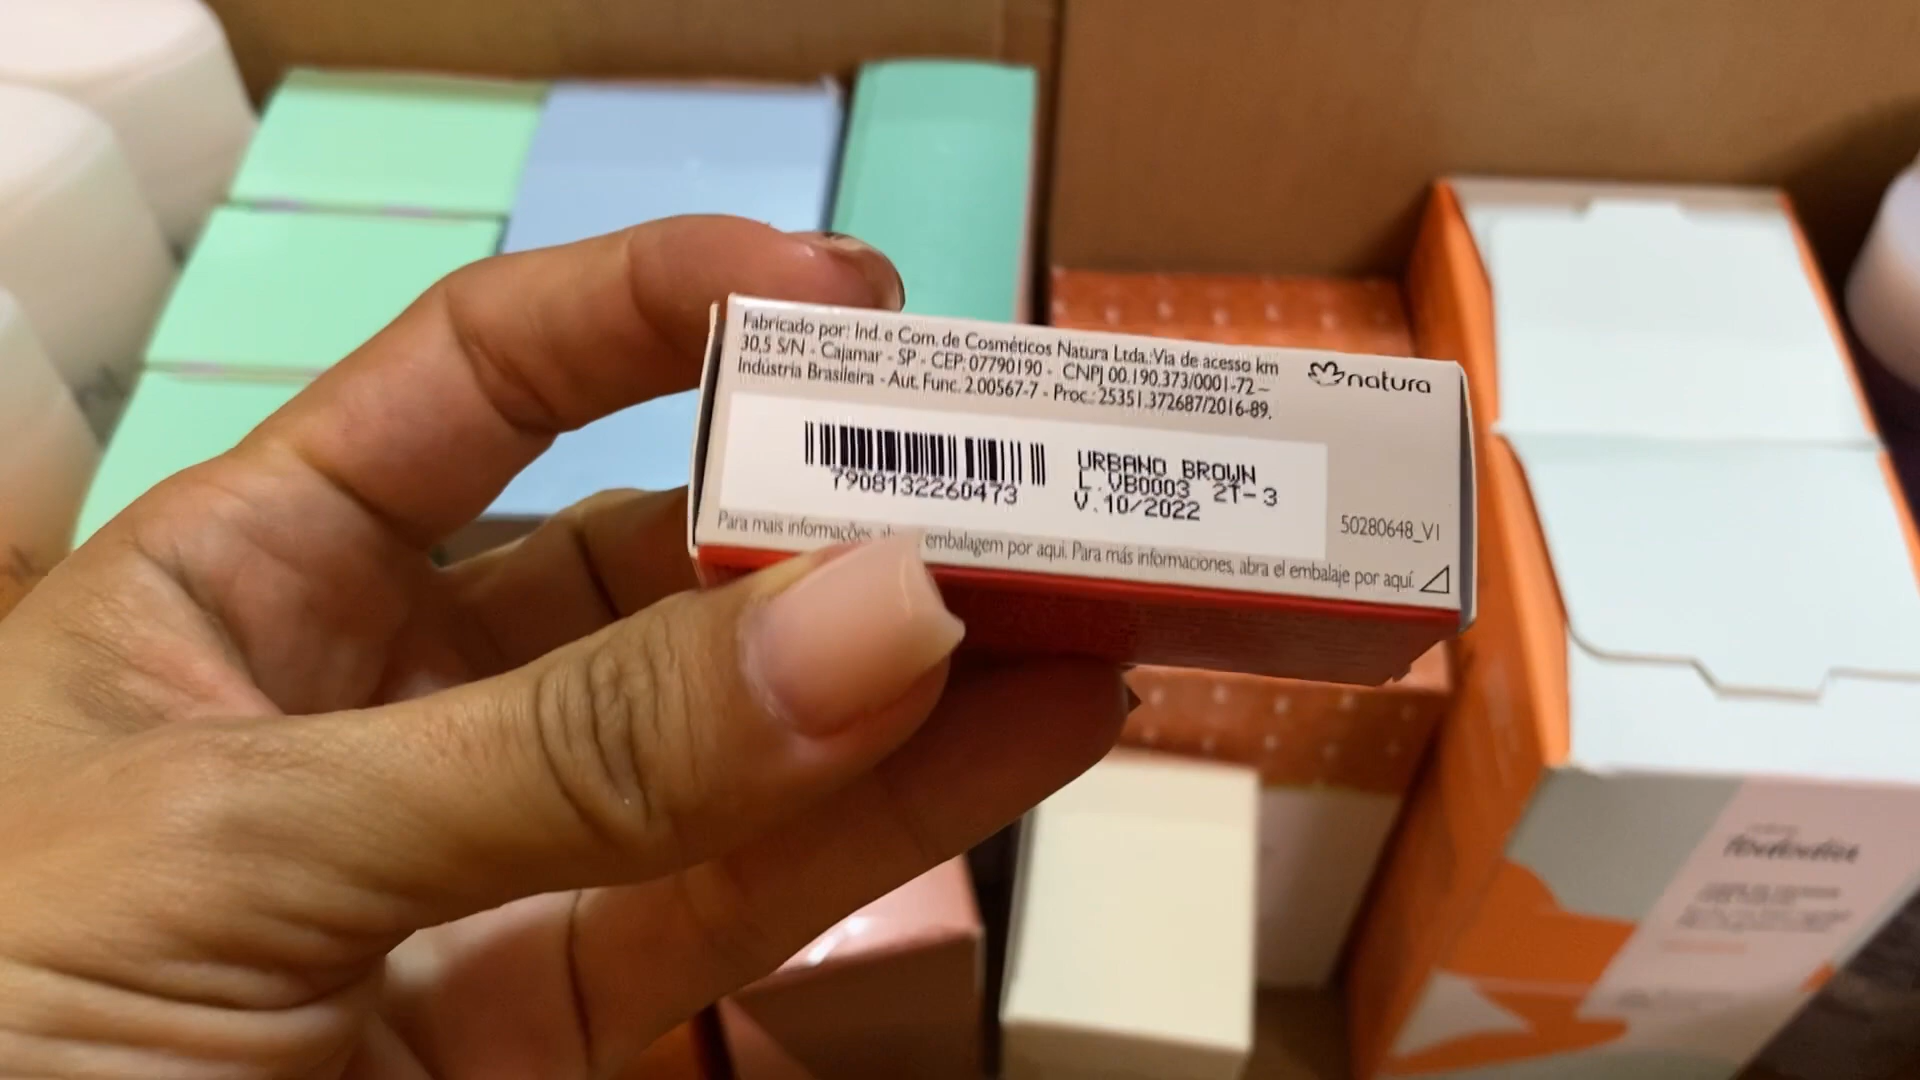 Fabricado por: Ind. e Com. de Cosméticos Natura Ltda.: Via de acesso km
30,5 S/N - Cajamar - SP - CEP: 07790190 - CNPJ 00.190.373/0001-72 –
Indústria Brasileira - Aut. Func. 2.00567-7 - Proc.: 25351.372687/2016-89.
natura
7908132260473
URBANO BROWN
L.VB0003 2T-3
V.10/2022
50280648_V1
Para mais informações embalagem por aqui. Para más informaciones, abra el embalaje por aquí.
tododia